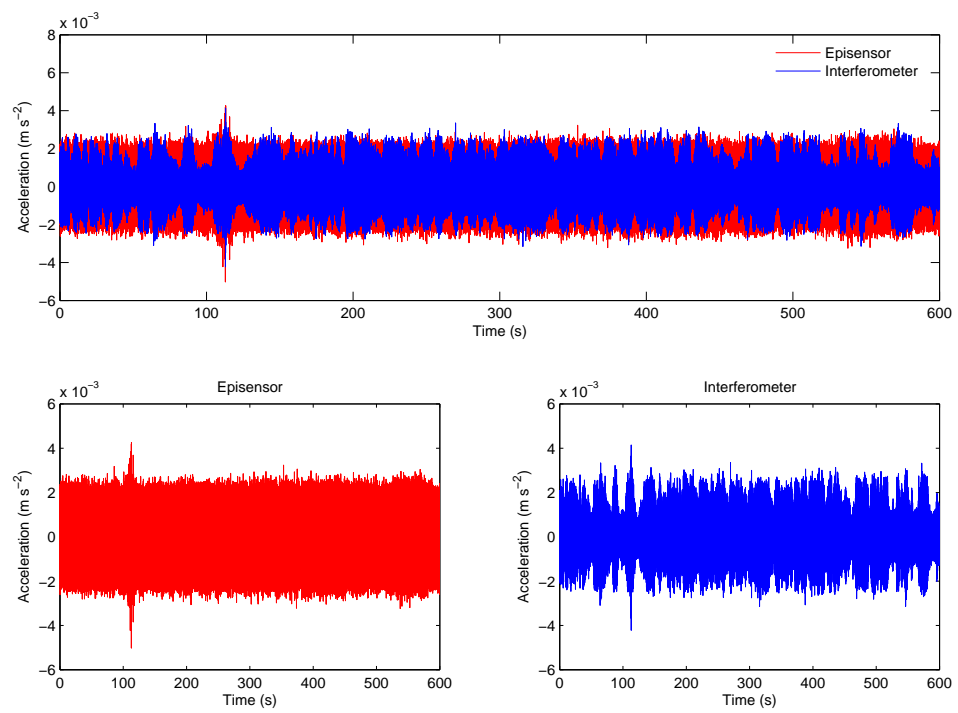 x 10⁻³
8
6
4
2
0
−2
−4
−6
Acceleration (m s⁻²)
Episensor
Interferometer
0 100 200 300 400 500 600
Time (s)
Episensor
x 10⁻³
6
4
2
0
−2
−4
−6
Acceleration (m s⁻²)
0 100 200 300 400 500 600
Time (s)
Interferometer
x 10⁻³
6
4
2
0
−2
−4
−6
Acceleration (m s⁻²)
0 100 200 300 400 500 600
Time (s)